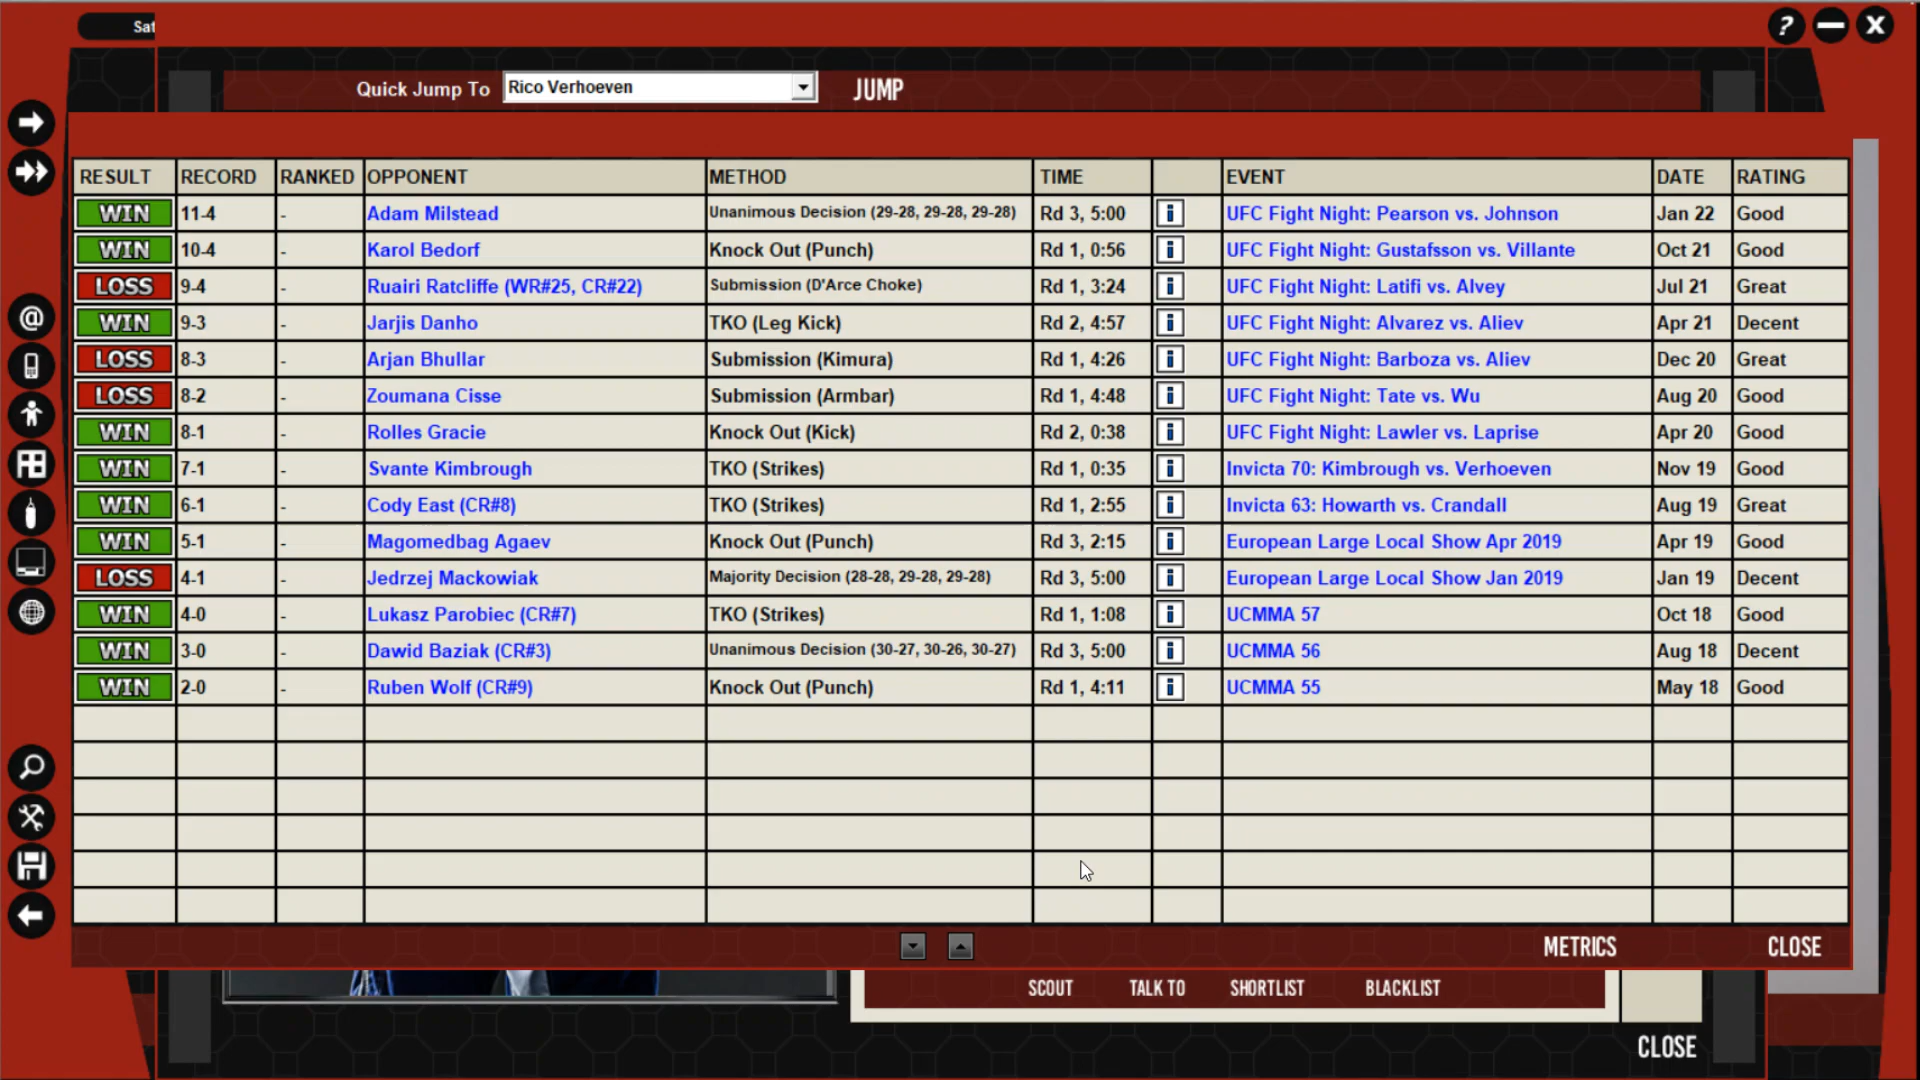 Sat
Quick Jump To Rico Verhoeven JUMP
RESULT RECORD RANKED OPPONENT METHOD TIME EVENT DATE RATING
WIN 11-4 - Adam Milstead Unanimous Decision (29-28, 29-28, 29-28) Rd 3, 5:00 i UFC Fight Night: Pearson vs. Johnson Jan 22 Good
WIN 10-4 - Karol Bedorf Knock Out (Punch) Rd 1, 0:56 i UFC Fight Night: Gustafsson vs. Villante Oct 21 Good
LOSS 9-4 - Ruairi Ratcliffe (WR#25, CR#22) Submission (D'Arce Choke) Rd 1, 3:24 i UFC Fight Night: Latifi vs. Alvey Jul 21 Great
WIN 9-3 - Jarjis Danho TKO (Leg Kick) Rd 2, 4:57 i UFC Fight Night: Alvarez vs. Aliev Apr 21 Decent
LOSS 8-3 - Arjan Bhullar Submission (Kimura) Rd 1, 4:26 i UFC Fight Night: Barboza vs. Aliev Dec 20 Great
LOSS 8-2 - Zoumana Cisse Submission (Armbar) Rd 1, 4:48 i UFC Fight Night: Tate vs. Wu Aug 20 Good
WIN 8-1 - Rolles Gracie Knock Out (Kick) Rd 2, 0:38 i UFC Fight Night: Lawler vs. Laprise Apr 20 Good
WIN 7-1 - Svante Kimbrough TKO (Strikes) Rd 1, 0:35 i Invicta 70: Kimbrough vs. Verhoeven Nov 19 Good
WIN 6-1 - Cody East (CR#8) TKO (Strikes) Rd 1, 2:55 i Invicta 63: Howarth vs. Crandall Aug 19 Great
WIN 5-1 - Magomedbag Agaev Knock Out (Punch) Rd 3, 2:15 i European Large Local Show Apr 2019 Apr 19 Good
LOSS 4-1 - Jedrzej Mackowiak Majority Decision (28-28, 29-28, 29-28) Rd 3, 5:00 i European Large Local Show Jan 2019 Jan 19 Decent
WIN 4-0 - Lukasz Parobiec (CR#7) TKO (Strikes) Rd 1, 1:08 i UCMMA 57 Oct 18 Good
WIN 3-0 - Dawid Baziak (CR#3) Unanimous Decision (30-27, 30-26, 30-27) Rd 3, 5:00 i UCMMA 56 Aug 18 Decent
WIN 2-0 - Ruben Wolf (CR#9) Knock Out (Punch) Rd 1, 4:11 i UCMMA 55 May 18 Good
METRICS CLOSE
SCOUT TALK TO SHORTLIST BLACKLIST
CLOSE